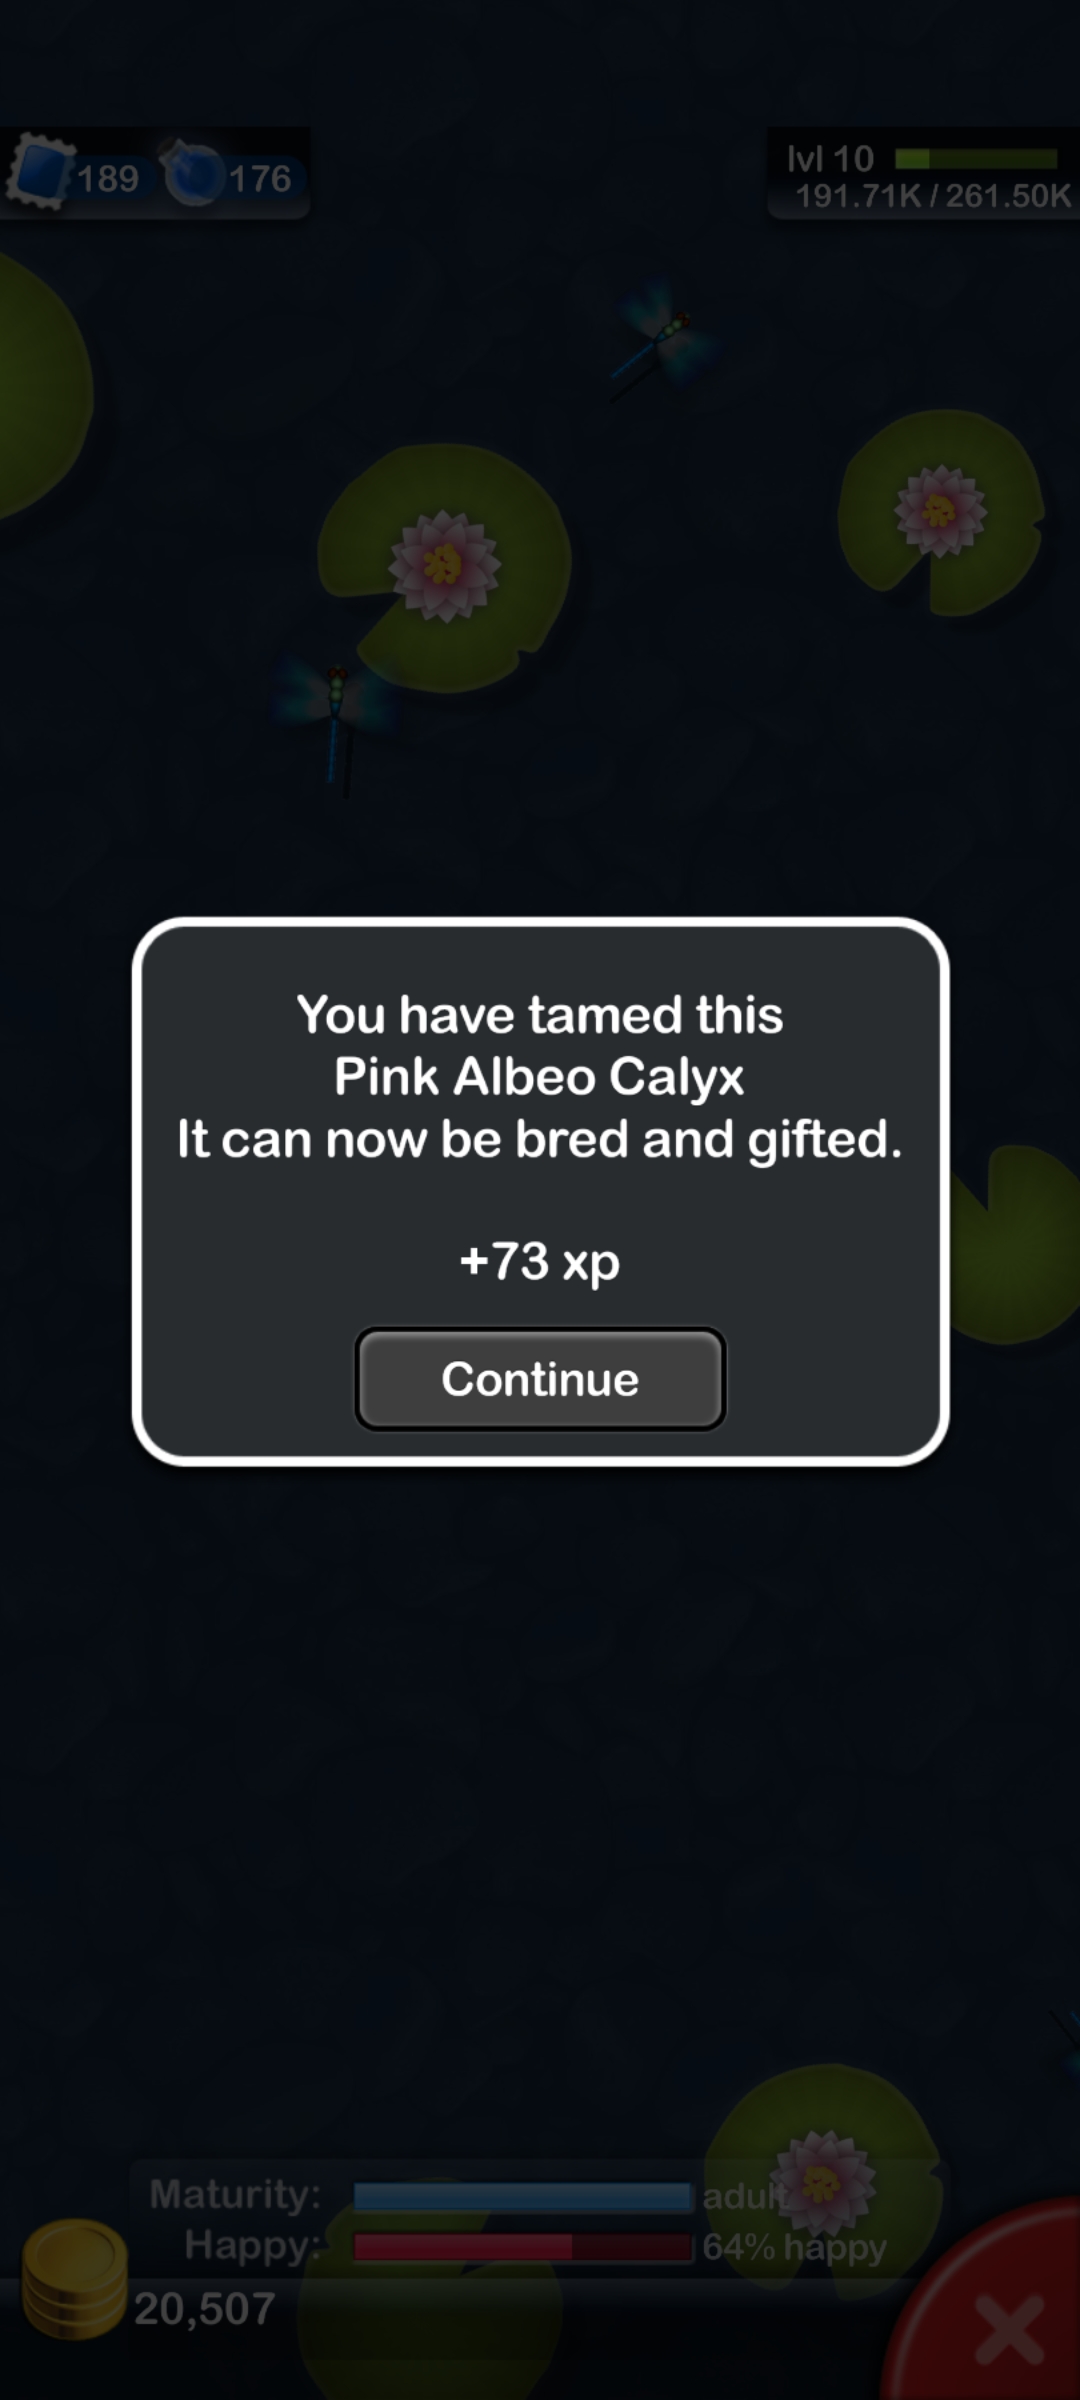 189 176
lvl 10
191.71K / 261.50K
You have tamed this
Pink Albeo Calyx
It can now be bred and gifted.
+73 xp
Continue
Maturity: adult
Happy: 64% happy
20,507